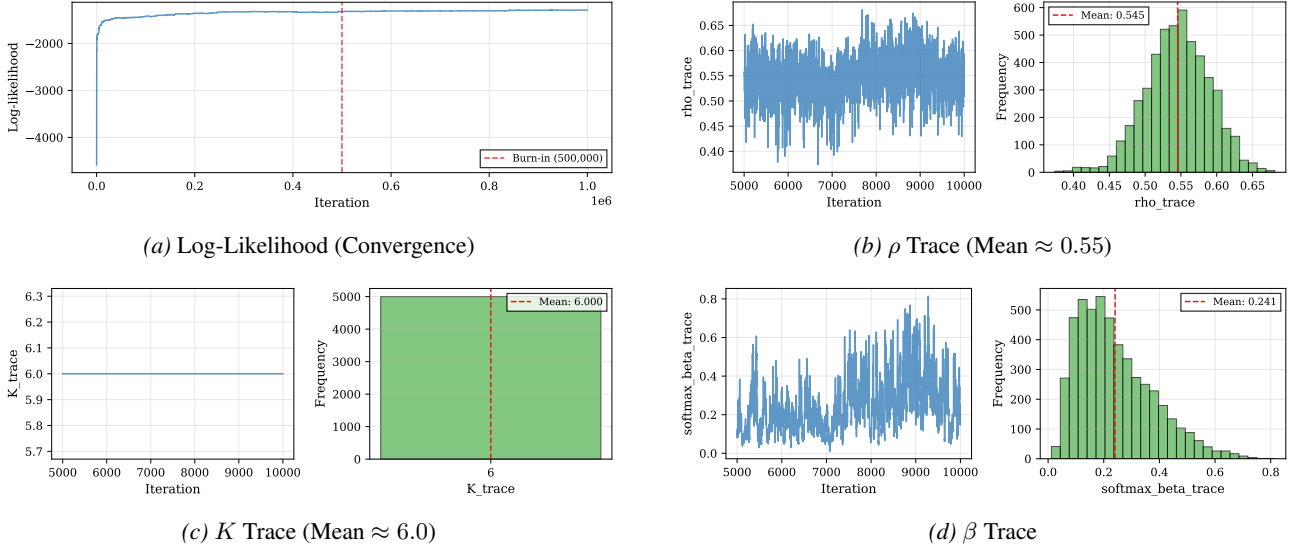 −2000
−3000
−4000
Log-likelihood
0.0 0.2 0.4 0.6 0.8 1.0
1e6
Iteration
Burn-in (500,000)
(a) Log-Likelihood (Convergence)
0.65
0.60
0.55
0.50
0.45
0.40
rho_trace
5000 6000 7000 8000 9000 10000
Iteration
600
500
400
300
200
100
0
Frequency
Mean: 0.545
0.40 0.45 0.50 0.55 0.60 0.65
rho_trace
(b) ρ Trace (Mean ≈ 0.55)
6.3
6.2
6.1
6.0
5.9
5.8
5.7
K_trace
5000 6000 7000 8000 9000 10000
Iteration
5000
4000
3000
2000
1000
0
Frequency
Mean: 6.000
6
K_trace
(c) K Trace (Mean ≈ 6.0)
0.8
0.6
0.4
0.2
0.0
softmax_beta_trace
5000 6000 7000 8000 9000 10000
Iteration
500
400
300
200
100
0
Frequency
Mean: 0.241
0.0 0.2 0.4 0.6 0.8
softmax_beta_trace
(d) β Trace